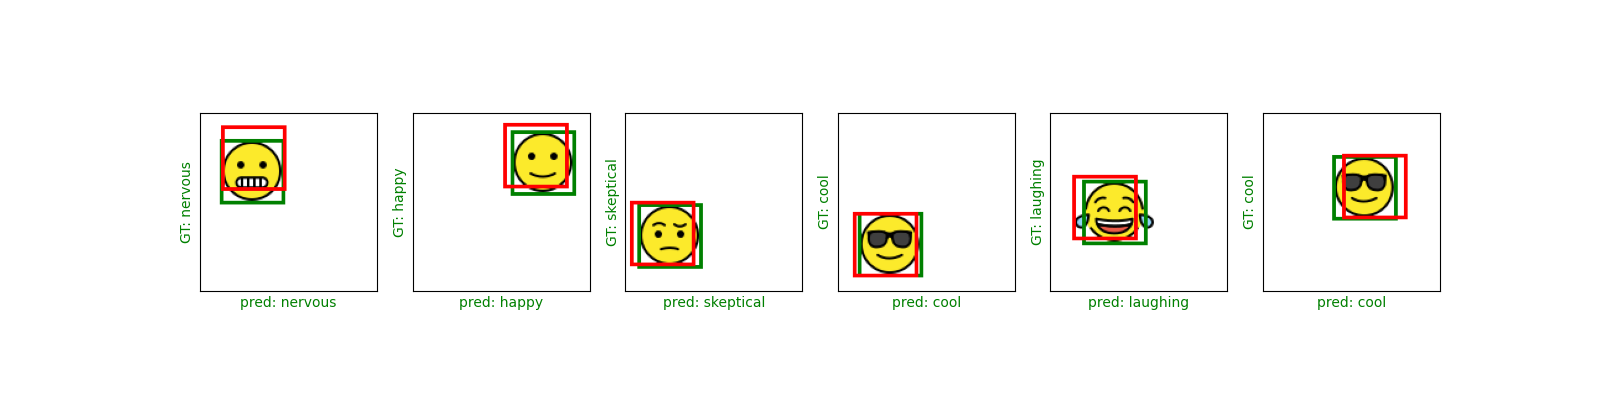 GT: nervous
pred: nervous
GT: happy
pred: happy
GT: skeptical
pred: skeptical
GT: cool
pred: cool
GT: laughing
pred: laughing
GT: cool
pred: cool